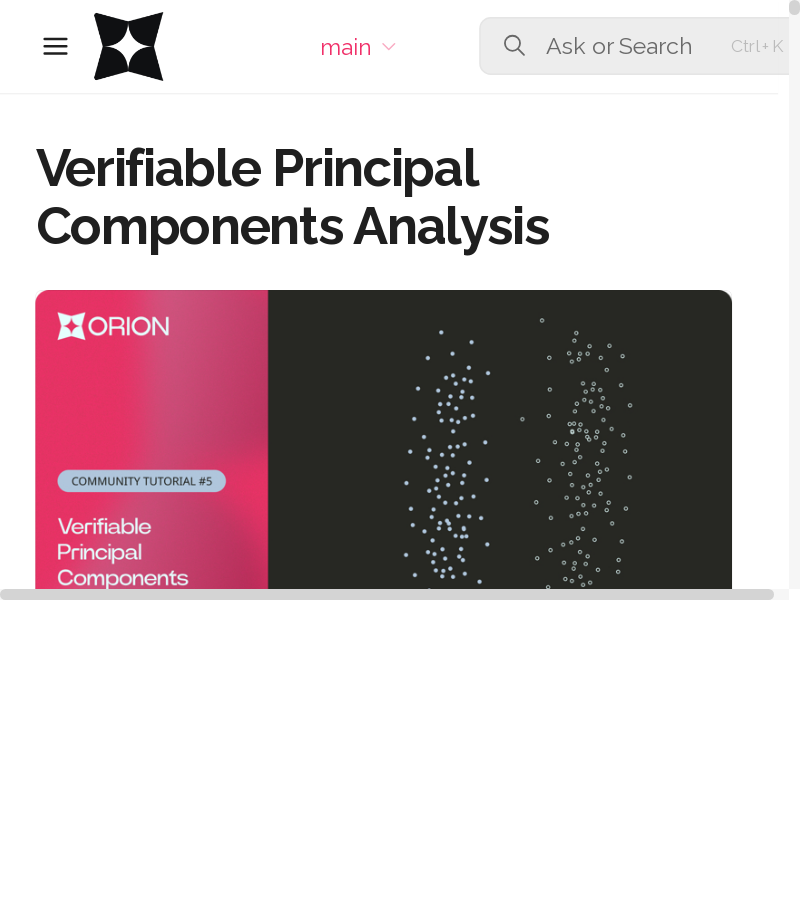 main
Ask or Search
Ctrl+K
Verifiable Principal
Components Analysis
ORION
COMMUNITY TUTORIAL #5
Verifiable
Principal
Components